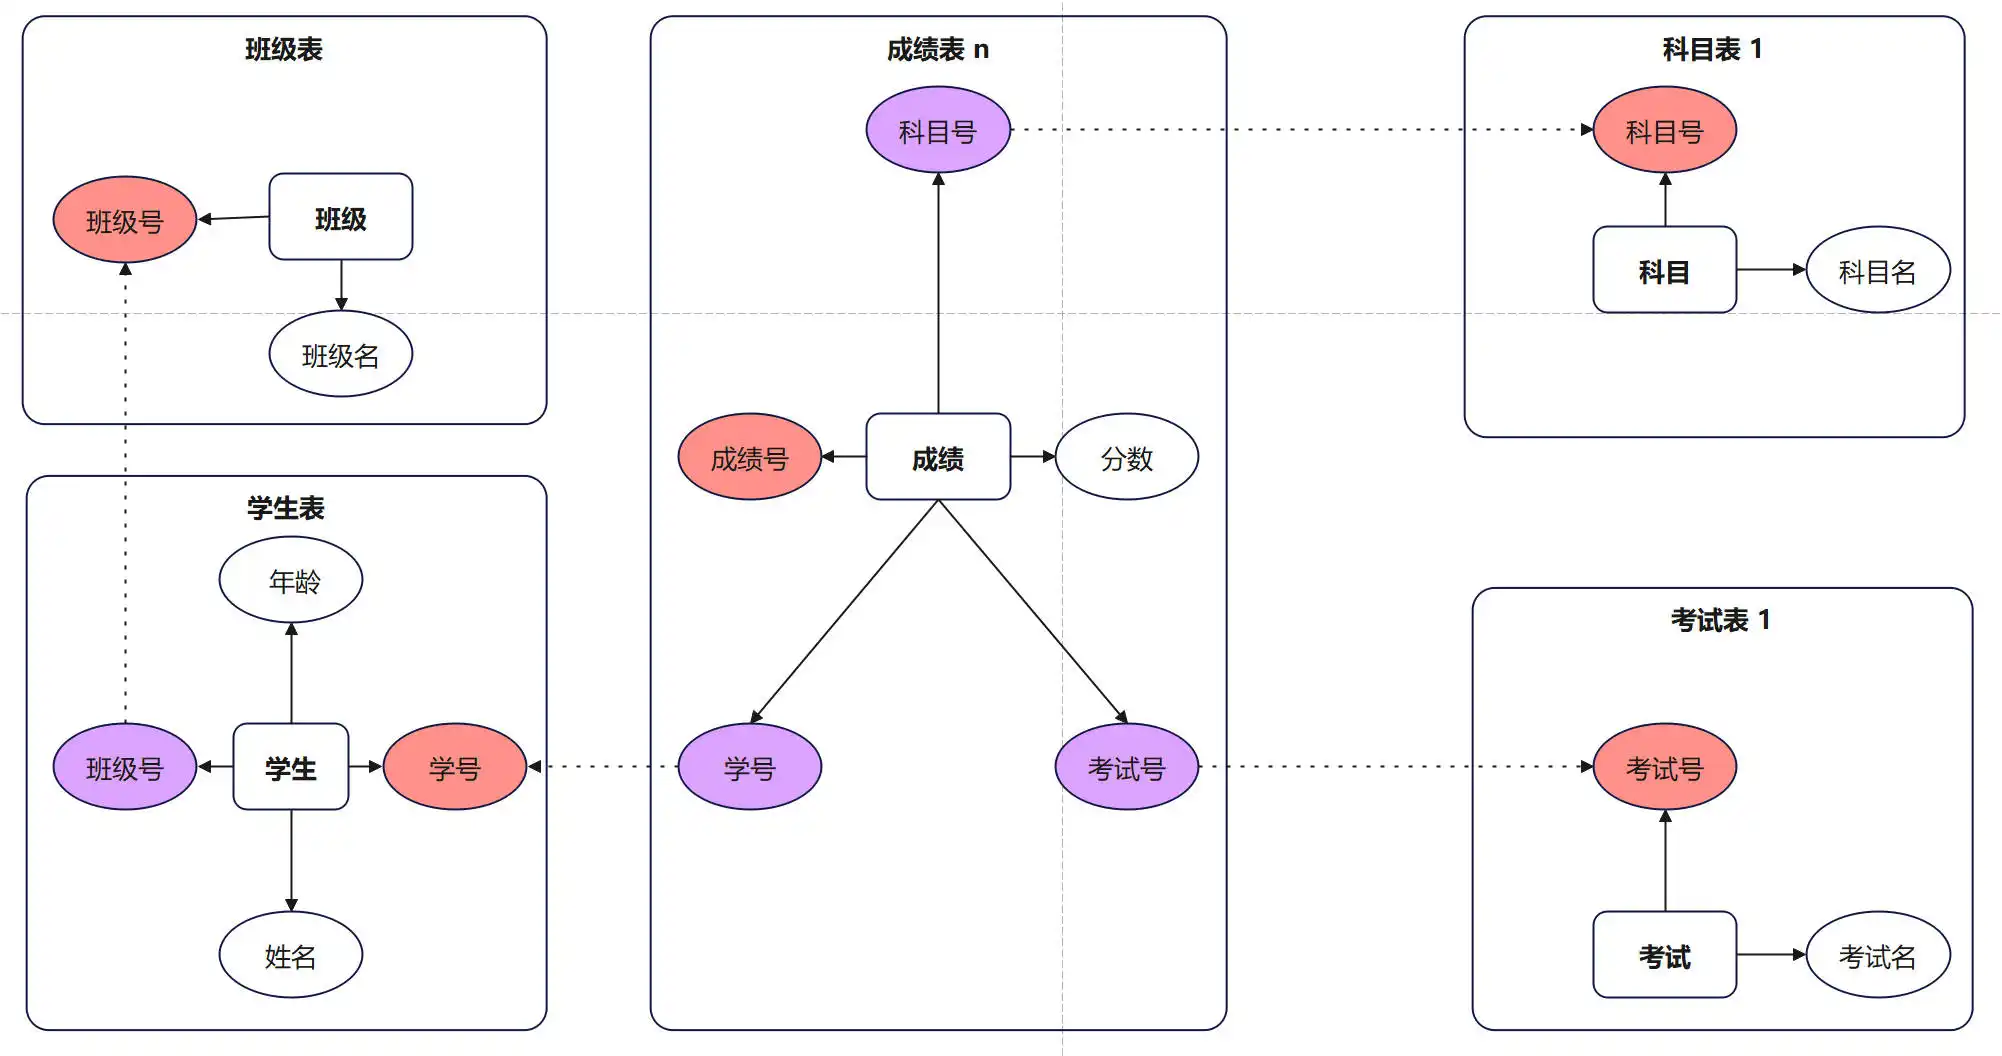 班级表
班级号
班级
班级名
学生表
年龄
班级号
学生
学号
姓名
成绩表 n
科目号
成绩号
成绩
分数
学号
考试号
科目表 1
科目号
科目
科目名
考试表 1
考试号
考试
考试名